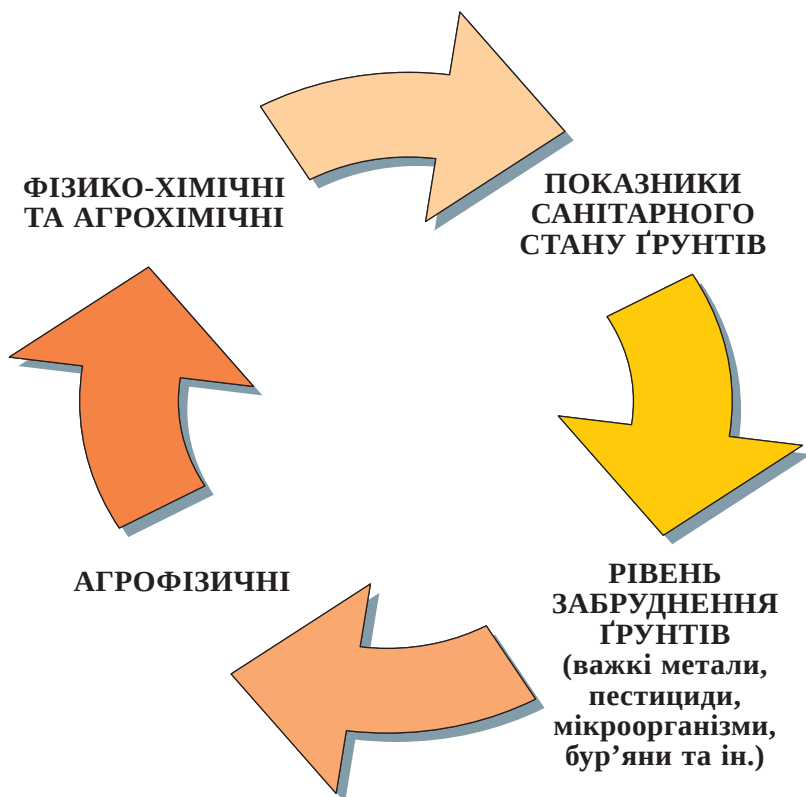 ФІЗИКО-ХІМІЧНІ
ТА АГРОХІМІЧНІ
ПОКАЗНИКИ
САНІТАРНОГО
СТАНУ ҐРУНТІВ
АГРОФІЗИЧНІ
РІВЕНЬ
ЗАБРУДНЕННЯ
ҐРУНТІВ
(важкі метали,
пестициди,
мікроорганізми,
бур’яни та ін.)